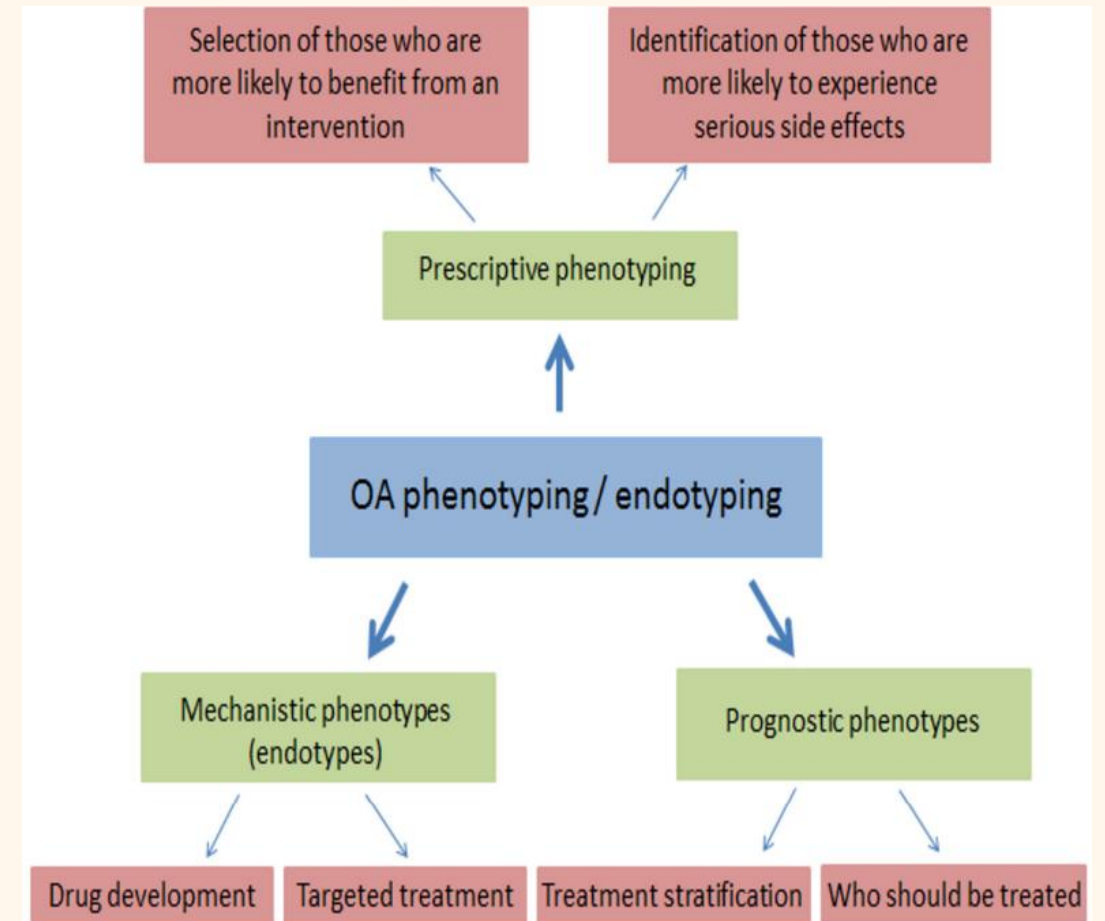 Selection of those who are
more likely to benefit from an
intervention
Identification of those who are
more likely to experience
serious side effects
Prescriptive phenotyping
OA phenotyping / endotyping
Mechanistic phenotypes
(endotypes)
Prognostic phenotypes
Drug development
Targeted treatment
Treatment stratification
Who should be treated